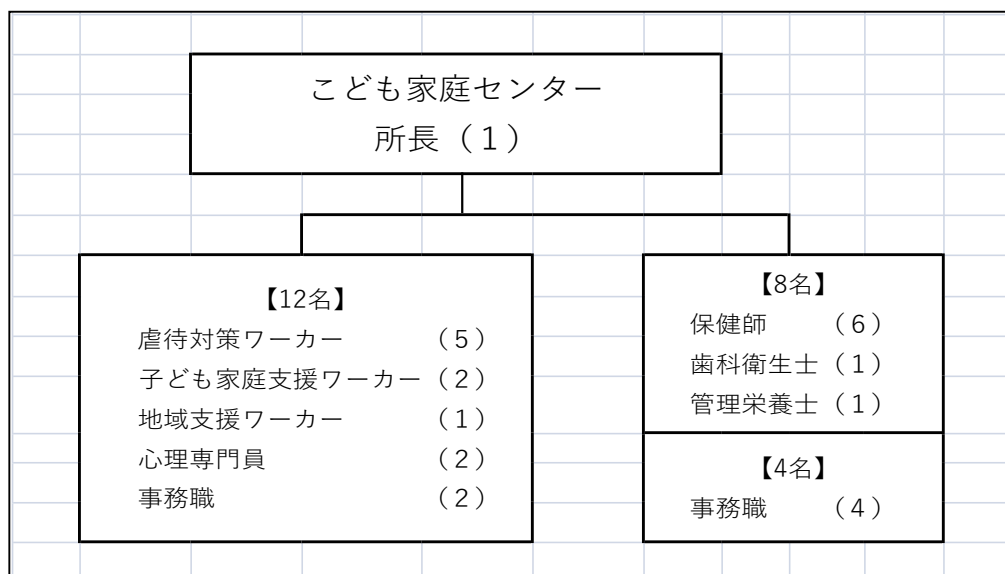 こども家庭センター
所長（１）
【12名】
虐待対策ワーカー （５）
子ども家庭支援ワーカー（２）
地域支援ワーカー （１）
心理専門員 （２）
事務職 （２）
【8名】
保健師 （６）
歯科衛生士（１）
管理栄養士（１）
【4名】
事務職 （４）